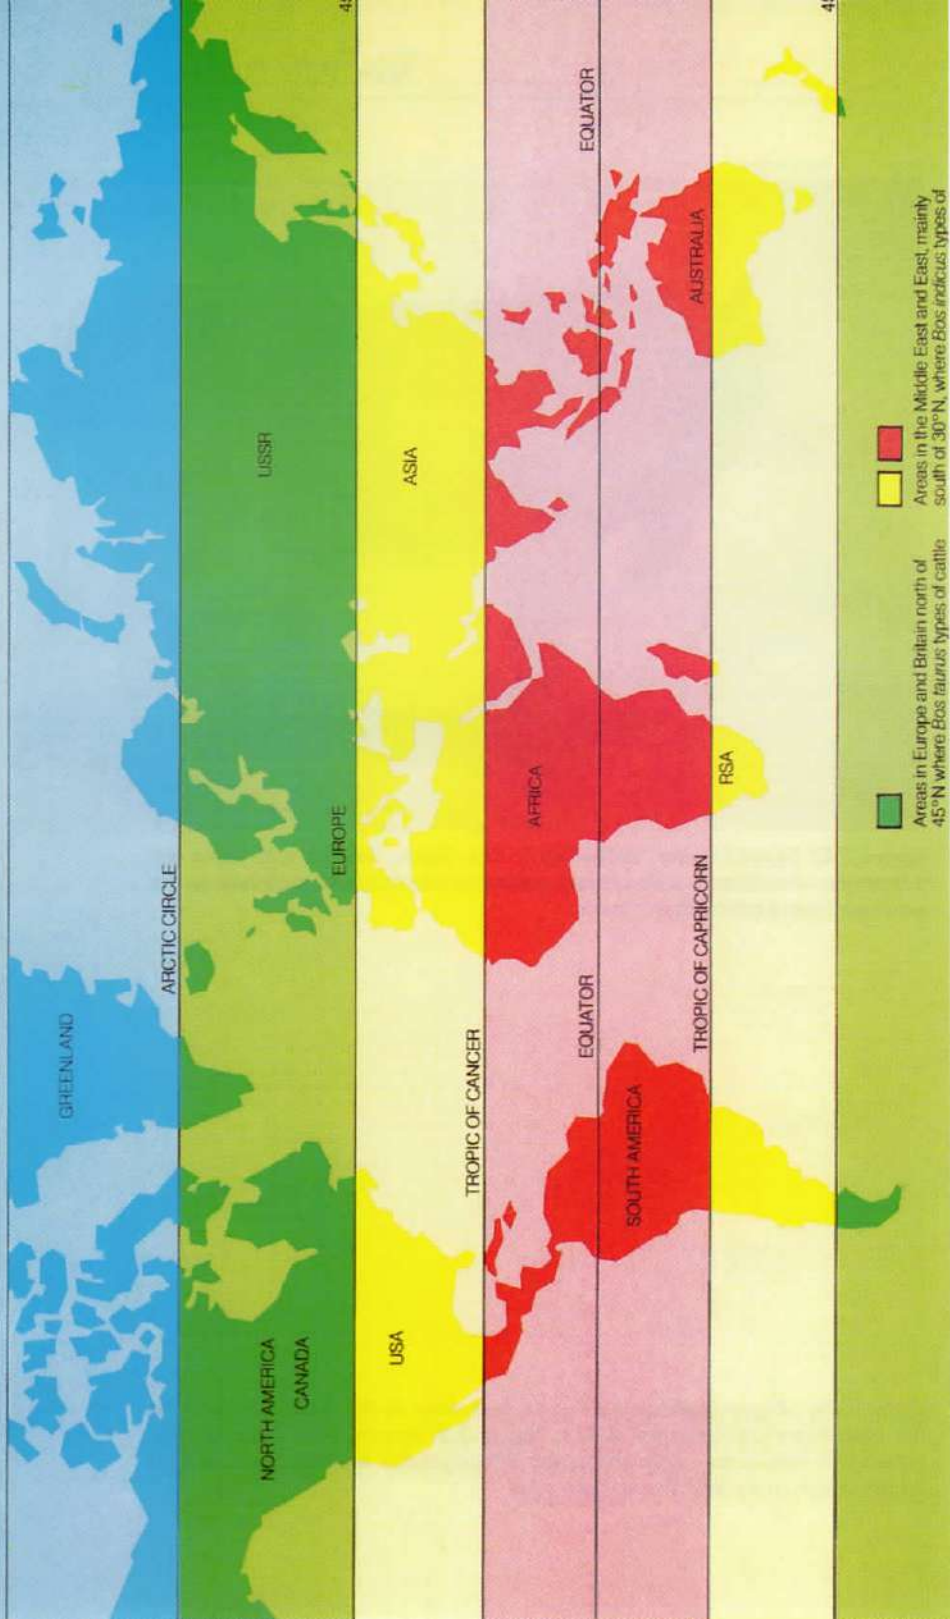 GREENLAND
ARCTIC CIRCLE
NORTH AMERICA
CANADA
EUROPE
USSR
45
45
USA
ASIA
TROPIC OF CANCER
AFRICA
EQUATOR
EQUATOR
SOUTH AMERICA
TROPIC OF CAPRICORN
AUSTRALIA
RSA
Areas in Europe and Britain north of
45°N where Bos taurus types of cattle
Areas in the Middle East and East, mainly
south of 30°N, where Bos indicus types of